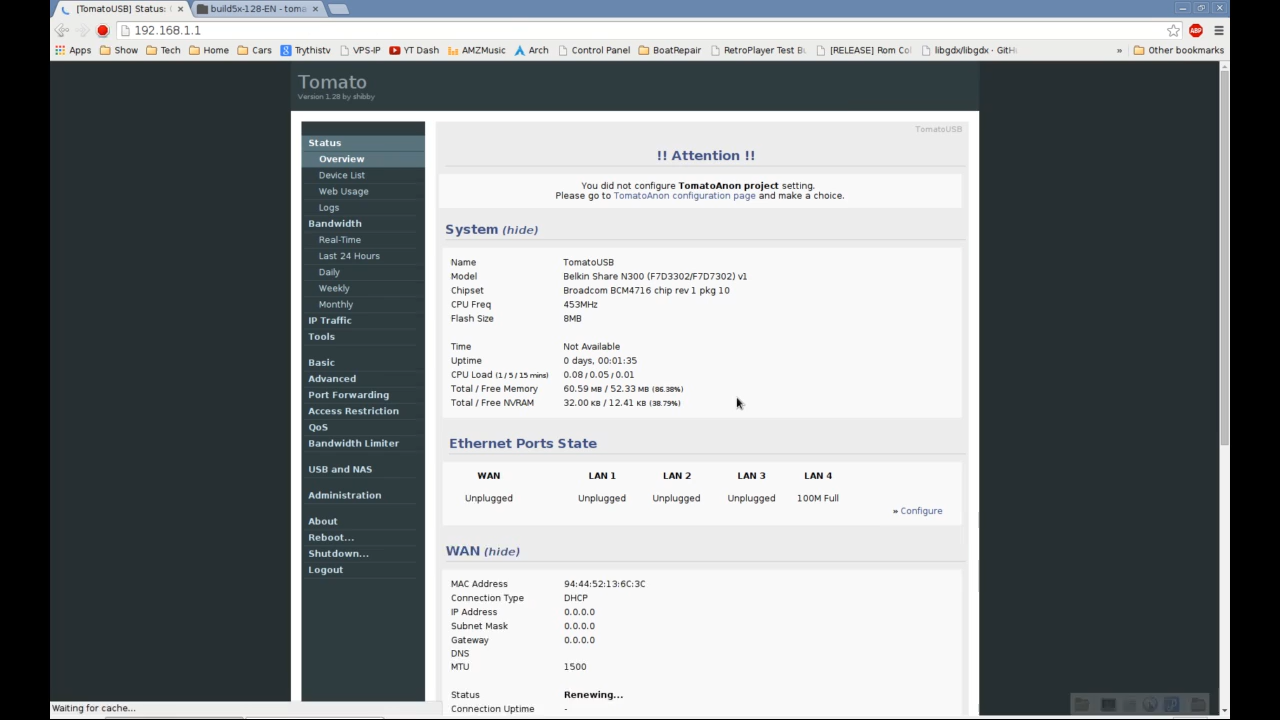 [TomatoUSB] Status: (
build5x-128-EN - toma
192.168.1.1
ABP
Apps Show Tech Home Cars Trythistv VPS-IP YT Dash AMZMusic Arch Control Panel BoatRepair RetroPlayer Test Bu [RELEASE] Rom Col libgdx/libgdx · GitHu » Other bookmarks
Tomato
Version 1.28 by shibby
Status
Overview
Device List
Web Usage
Logs
Bandwidth
Real-Time
Last 24 Hours
Daily
Weekly
Monthly
IP Traffic
Tools
Basic
Advanced
Port Forwarding
Access Restriction
QoS
Bandwidth Limiter
USB and NAS
Administration
About
Reboot...
Shutdown...
Logout
TomatoUSB
!! Attention !!
You did not configure TomatoAnon project setting.
Please go to TomatoAnon configuration page and make a choice.
System (hide)
Name TomatoUSB
Model Belkin Share N300 (F7D3302/F7D7302) v1
Chipset Broadcom BCM4716 chip rev 1 pkg 10
CPU Freq 453MHz
Flash Size 8MB
Time Not Available
Uptime 0 days, 00:01:35
CPU Load (1 / 5 / 15 mins) 0.08 / 0.05 / 0.01
Total / Free Memory 60.59 MB / 52.33 MB (86.38%)
Total / Free NVRAM 32.00 KB / 12.41 KB (38.79%)
Ethernet Ports State
WAN LAN 1 LAN 2 LAN 3 LAN 4
Unplugged Unplugged Unplugged Unplugged 100M Full
» Configure
WAN (hide)
MAC Address 94:44:52:13:6C:3C
Connection Type DHCP
IP Address 0.0.0.0
Subnet Mask 0.0.0.0
Gateway 0.0.0.0
DNS
MTU 1500
Status Renewing...
Connection Uptime -
Waiting for cache...